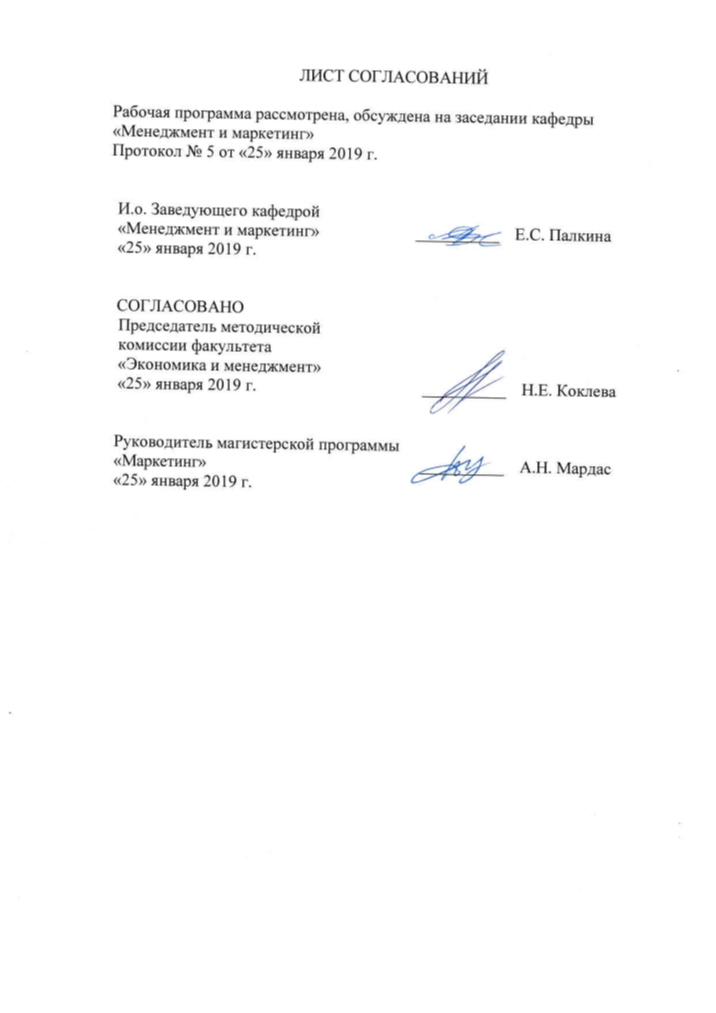 ЛИСТ СОГЛАСОВАНИЙ
Рабочая программа рассмотрена, обсуждена на заседании кафедры
«Менеджмент и маркетинг»
Протокол № 5 от «25» января 2019 г.
И.о. Заведующего кафедрой
«Менеджмент и маркетинг»
«25» января 2019 г.
Е.С. Палкина
СОГЛАСОВАНО
Председатель методической
комиссии факультета
«Экономика и менеджмент»
«25» января 2019 г.
Н.Е. Коклева
Руководитель магистерской программы
«Маркетинг»
«25» января 2019 г.
А.Н. Мардас